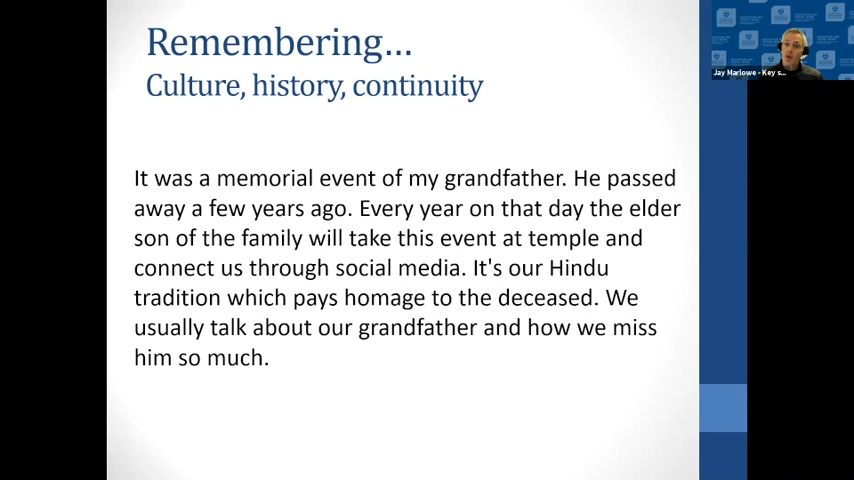 Remembering...
Culture, history, continuity
It was a memorial event of my grandfather. He passed
away a few years ago. Every year on that day the elder
son of the family will take this event at temple and
connect us through social media. It's our Hindu
tradition which pays homage to the deceased. We
usually talk about our grandfather and how we miss
him so much.
Jay Marlowe - Key s...